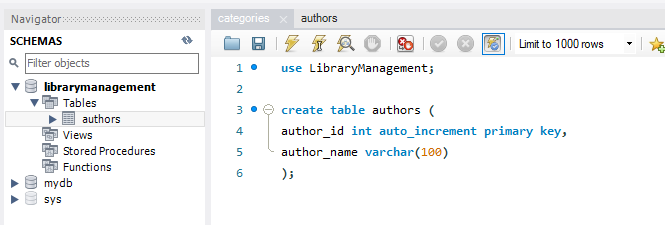 Navigator
SCHEMAS
Filter objects
librarymanagement
Tables
authors
Views
Stored Procedures
Functions
mydb
sys
categories
authors
Limit to 1000 rows
1 use LibraryManagement;
2
3 create table authors (
4 author_id int auto_increment primary key,
5 author_name varchar(100)
6 );